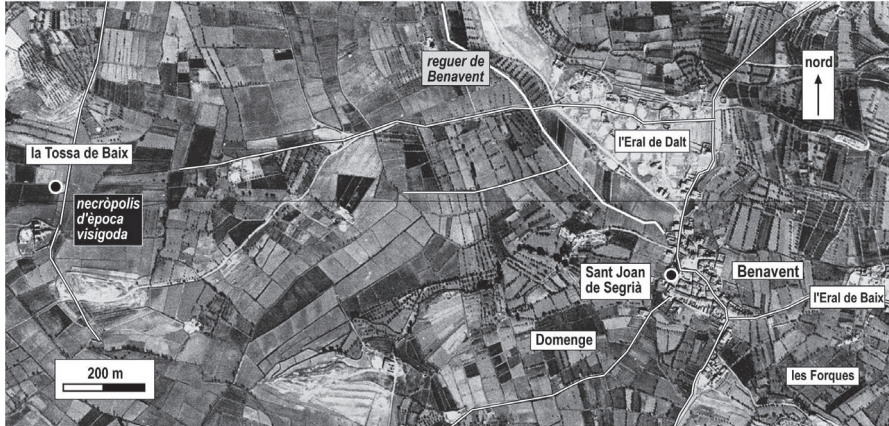 reguer de
Benavent
nord
l'Eral de Dalt
la Tossa de Baix
necròpolis
d'època
visigoda
Sant Joan
de Segrià
Benavent
l'Eral de Baix
Domenge
les Forques
200 m